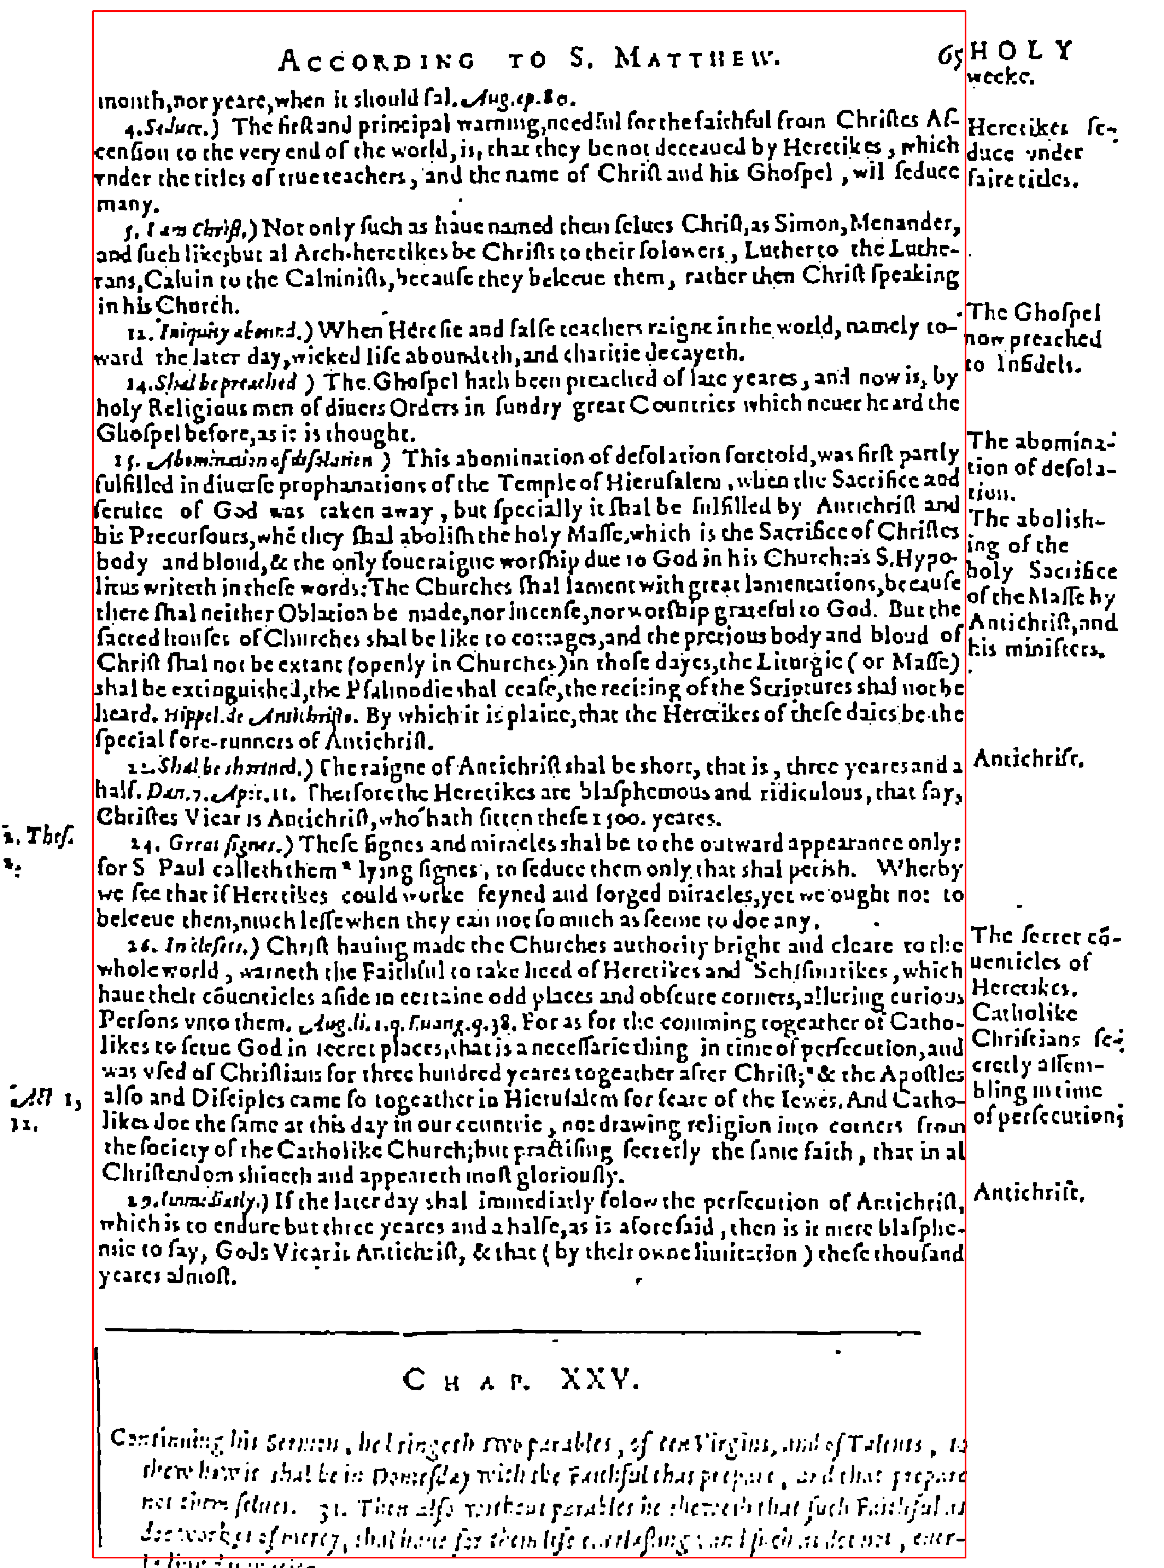 ACCORDING TO S. MATTHEW. 65
month, nor yeare, when it should fal. Aug. ep. 80.
4. Seduce.) The first and principal warning, needful for the faithful from Christes Aſ-
cenſion to the very end of the world, is, that they be not deceaued by Heretikes, which
vnder the titles of true teachers, and the name of Chriſt and his Ghoſpel, wil ſeduce
many.
5. I am Chriſt.) Not only ſuch as haue named them ſelues Chriſt, as Simon, Menander,
and ſuch like; but al Arch-heretikes be Chriſts to their folowers, Luther to the Luthe-
rans, Caluin to the Caluiniſts, becauſe they beleeue them, rather then Chriſt ſpeaking
in his Church.
12. Iniquity abound.) When Hereſie and falſe teachers raigne in the world, namely to-
ward the later day, wicked life aboundeth, and charitie decayeth.
14. Shal be preached) The Ghoſpel hath been preached of late yeares, and now is, by
holy Religious men of diuers Orders in ſundry great Countries which neuer heard the
Ghoſpel before, as it is thought.
15. Abomination of deſolation) This abomination of deſolation foretold, was firſt partly
fulfilled in diuerſe prophanations of the Temple of Hieruſalem, when the Sacrifice and
ſeruice of God was taken away, but ſpecially it ſhal be fulfilled by Antichriſt and
his Precurſours, whē they ſhal aboliſh the holy Maſſe, which is the Sacrifice of Chriſtes
body and bloud, & the only ſoueraigne worſhip due to God in his Church: as S. Hypo-
litus writeth in theſe words: The Churches ſhal lament with great lamentations, becauſe
there ſhal neither Oblation be made, nor Incenſe, nor worſhip grateful to God. But the
ſacred houſes of Churches shal be like to cottages, and the precious body and bloud of
Chriſt ſhal not be extant (openly in Churches) in thoſe dayes, the Liturgie (or Maſſe)
shal be extinguished, the Pſalmodie shal ceaſe, the reciting of the Scriptures shal not be
heard. Hippol. de Antichriſto. By which it is plaine, that the Heretikes of theſe daies be the
ſpecial fore-runners of Antichriſt.
22. Shal be shortned.) The raigne of Antichriſt shal be short, that is, three yeares and a
half. Dan. 7. Apoc. 11. Therfore the Heretikes are blaſphemous and ridiculous, that ſay,
Chriſtes Vicar is Antichriſt, who hath ſitten theſe 1500. yeares.
24. Great ſignes.) Theſe ſignes and miracles shal be to the outward appearance only:
for S Paul calleth them * lying ſignes, to ſeduce them only that shal perish. Wherby
we ſee that if Heretikes could worke feyned and forged miracles, yet we ought not to
beleeue them, much leſſe when they can not ſo much as ſeeme to doe any.
26. In deſert.) Chriſt hauing made the Churches authority bright and cleare to the
whole world, warneth the Faithful to take heed of Heretikes and Schiſmatikes, which
haue their cōuenticles aſide in certaine odd places and obſcure corners, alluring curious
Perſons vnto them. Aug. li. 1. q. Euang. q. 38. For as for the comming togeather of Catho-
likes to ſerue God in ſecret places, that is a neceſſarie thing in time of perſecution, and
was vſed of Chriſtians for three hundred yeares togeather after Chriſt; * & the Apoſtles
alſo and Diſciples came ſo togeather in Hieruſalem for feare of the Iewes. And Catho-
likes doe the ſame at this day in our countrie, not drawing religion into corners from
the ſociety of the Catholike Church; but practiſing ſecretly the ſame faith, that in al
Chriſtendom shineth and appeareth moſt gloriouſly.
29. Immediatly.) If the later day shal immediatly folow the perſecution of Antichriſt,
which is to endure but three yeares and a halfe, as is aforeſaid, then is it mere blaſphe-
mie to ſay, Gods Vicar is Antichriſt, & that (by their owne limitation) theſe thouſand
yeares almoſt.
CHAP. XXV.
Continuing his Sermon, he bringeth two parables, of ten Virgins, and of Talents, to
shew how it shal be in Domeſday with the Faithful that prepare, and that prepare
not them ſelues. 31. Then alſo without parables he sheweth that ſuch Faithful as
doe workes of mercy, shal haue for them life euerlaſting: and ſuch as doe not, euer-
HOLY
weeke.
Heretikes ſe-
duce vnder
faire titles.
The Ghoſpel
now preached
to Infidels.
The abomina-
tion of deſola-
tion.
The abolish-
ing of the
holy Sacrifice
of the Maſſe by
Antichriſt, and
his miniſters.
Antichriſt.
2. Theſ.
2:
The ſecret cō-
uenticles of
Heretikes.
Catholike
Chriſtians ſe-
cretly aſſem-
bling in time
of perſecution;
Act 1,
12.
Antichriſt.